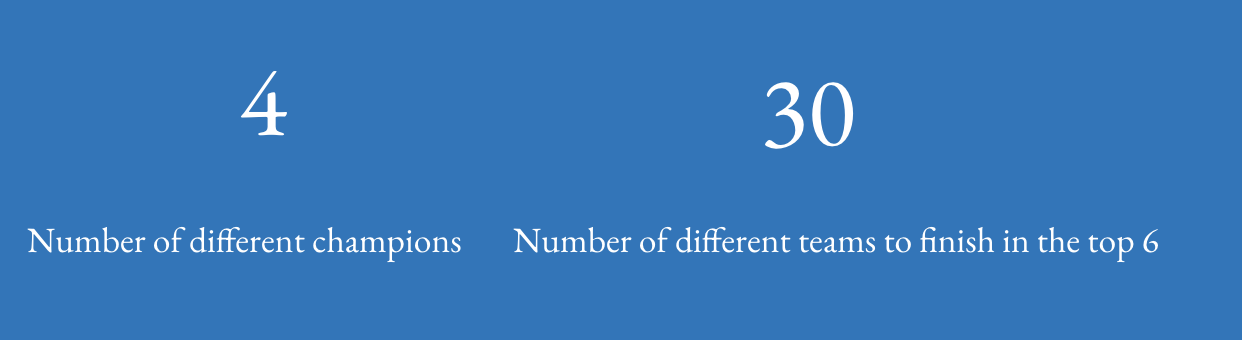 4
30
Number of different champions
Number of different teams to finish in the top 6